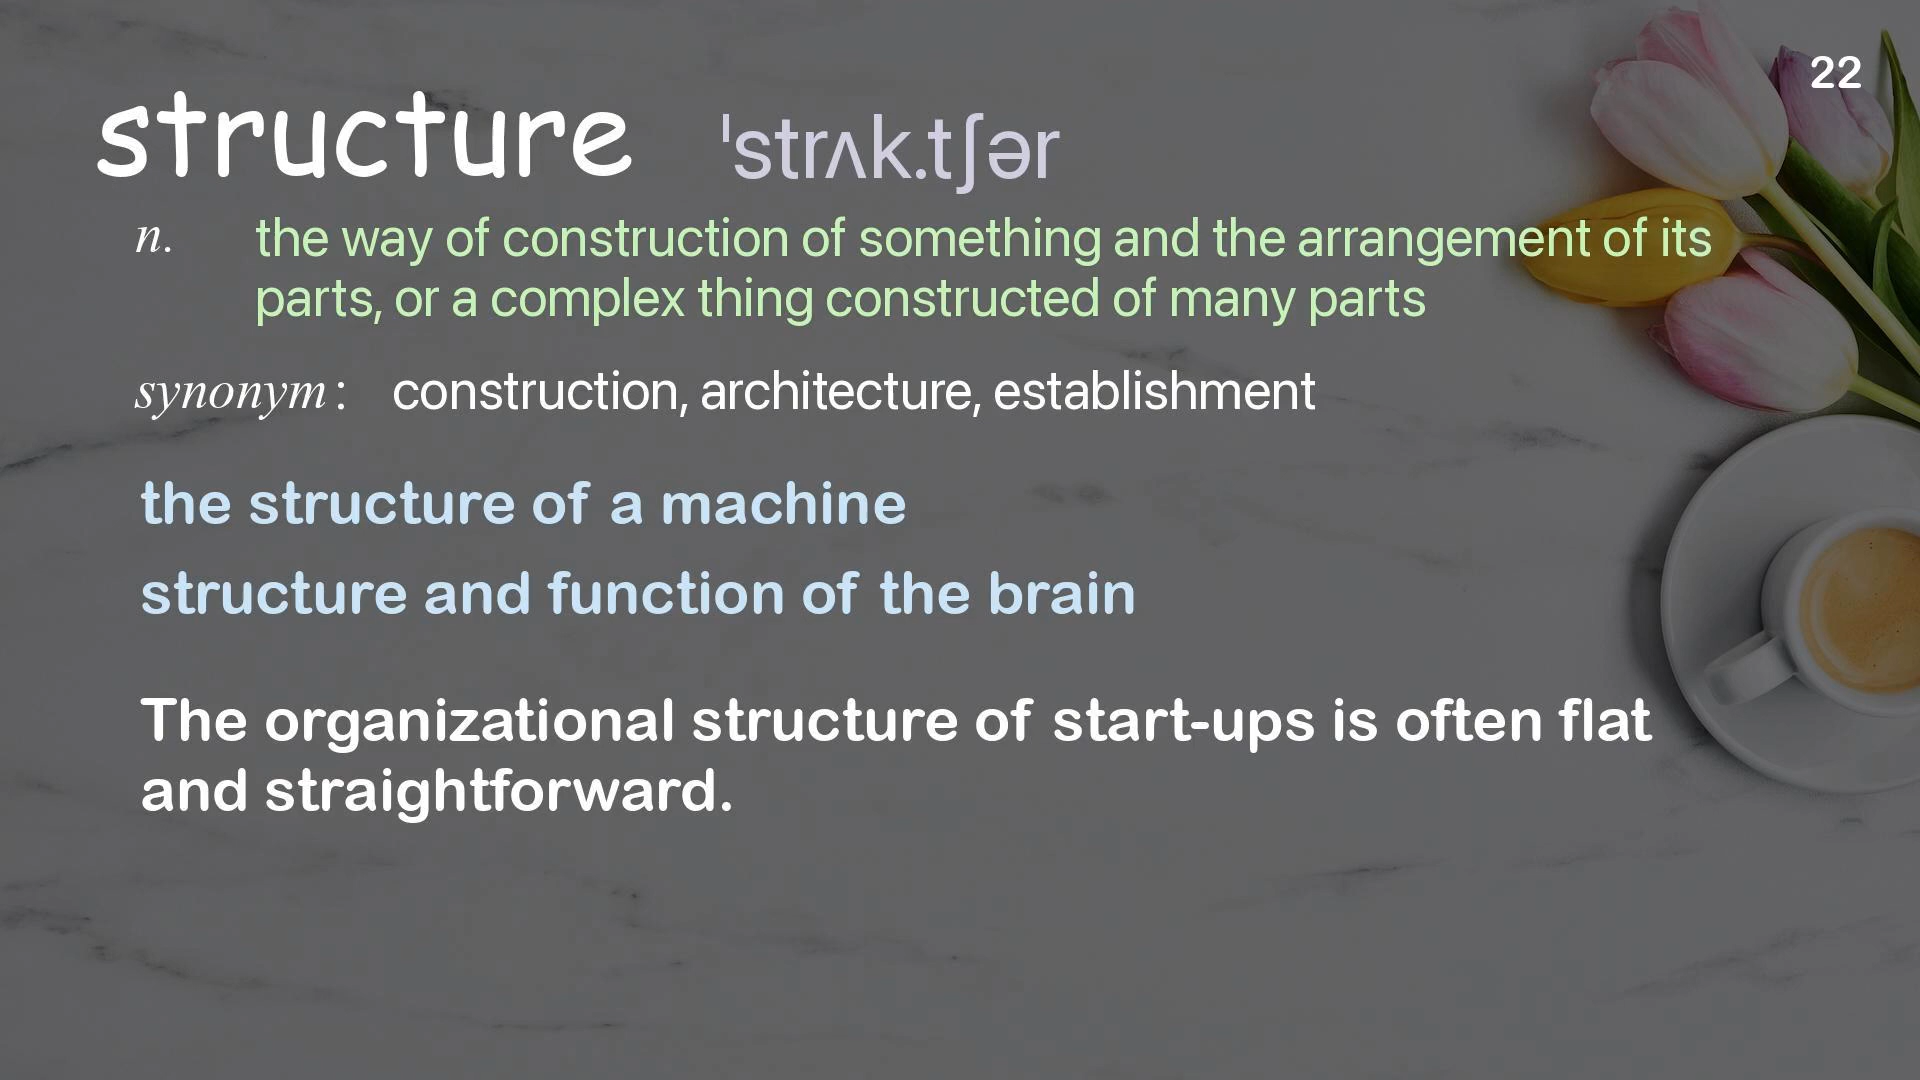 22
structure ˈstrʌk.tʃər
n. the way of construction of something and the arrangement of its
parts, or a complex thing constructed of many parts
synonym: construction, architecture, establishment
the structure of a machine
structure and function of the brain
The organizational structure of start-ups is often flat
and straightforward.